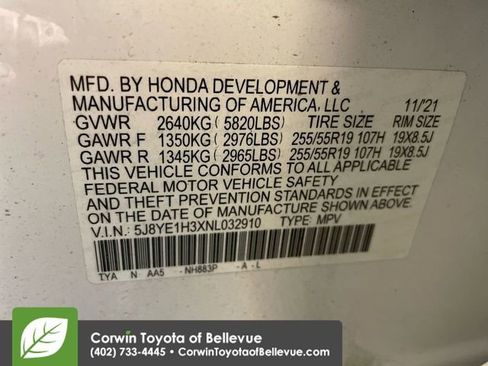 MFD. BY HONDA DEVELOPMENT &
MANUFACTURING OF AMERICA, LLC 11/21
GVWR 2640KG (5820LBS) TIRE SIZE RIM SIZE
GAWR F 1350KG (2976LBS) 255/55R19 107H 19X8.5J
GAWR R 1345KG (2965LBS) 255/55R19 107H 19X8.5J
THIS VEHICLE CONFORMS TO ALL APPLICABLE
FEDERAL MOTOR VEHICLE SAFETY
AND THEFT PREVENTION STANDARDS IN EFFECT
ON THE DATE OF MANUFACTURE SHOWN ABOVE.
V.I.N.: 5J8YE1H3XNL032910 TYPE: MPV
TYA N AA5 NH883P -A-L
Corwin Toyota of Bellevue
(402) 733-4445 • CorwinToyotaofBellevue.com